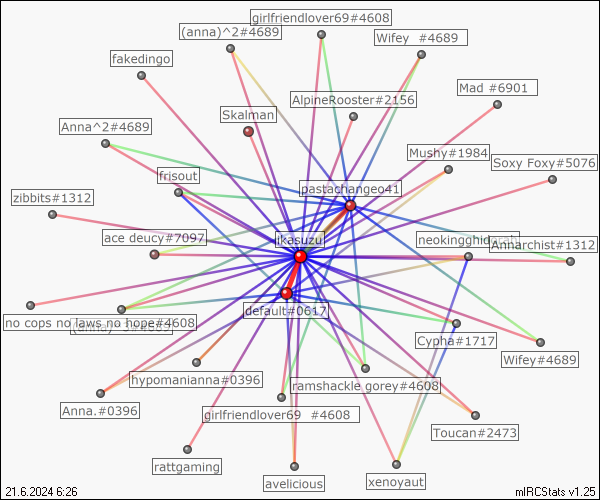 girlfriendlover69#4608
(anna)^2#4689
Wifey  #4689
fakedingo
Mad #6901
AlpineRooster#2156
Skalman
Anna^2#4689
Mushy#1984
Soxy Foxy#5076
frisout
pastachangeo41
zibbits#1312
ace deucy#7097
ikasuzu
Annarchist#1312
default#0617
no cops no laws no hope#4608
Cypha#1717
Wifey#4689
hypomanianna#0396
ramshackle gorey#4608
Anna.#0396
girlfriendlover69  #4608
Toucan#2473
rattgaming
avelicious
xenoyaut
21.6.2024 6:26
mIRCStats v1.25